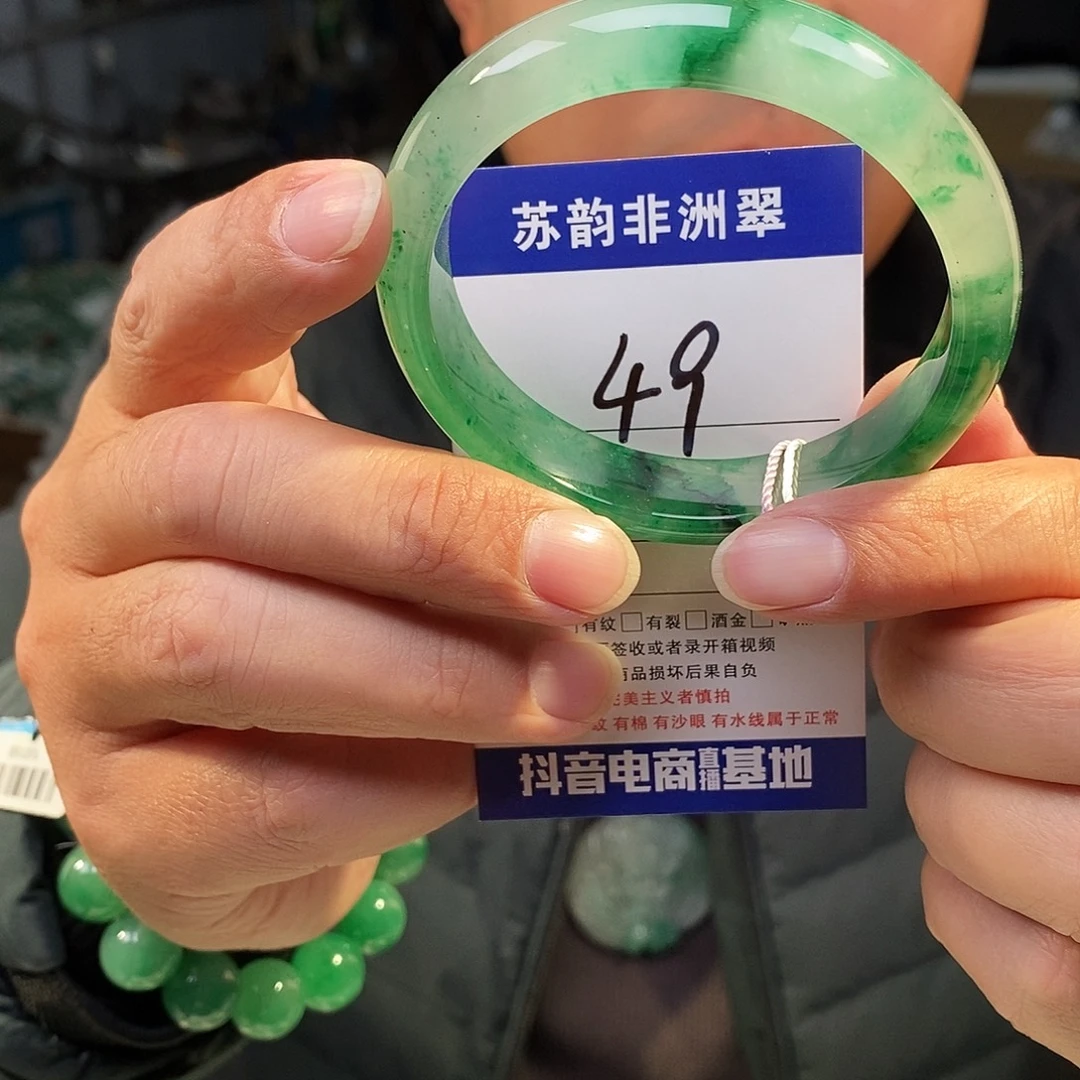 苏韵非洲翠
49
有纹 有裂 酒金
签收或者录开箱视频
商品损坏后果自负
完美主义者慎拍
纹 有棉 有沙眼 有水线属于正常
抖音电商直播基地